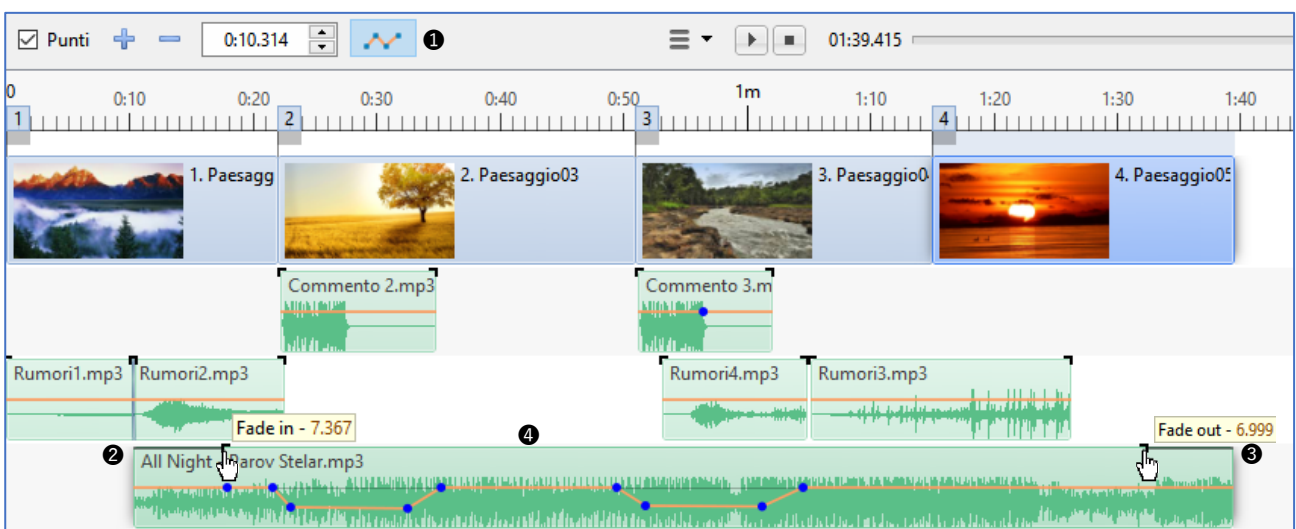 Punti 0:10.314 ❶ 01:39.415
0 0:10 0:20 0:30 0:40 0:50 1m 1:10 1:20 1:30 1:40
1 2 3 4
1. Paesagg 2. Paesaggio03 3. Paesaggio0 4. Paesaggio05
Commento 2.mp3 Commento 3.m
Rumori1.mp3 Rumori2.mp3 Rumori4.mp3 Rumori3.mp3
Fade in - 7.367 ❹ Fade out - 6.999
❷ All Night - Parov Stelar.mp3 ❸